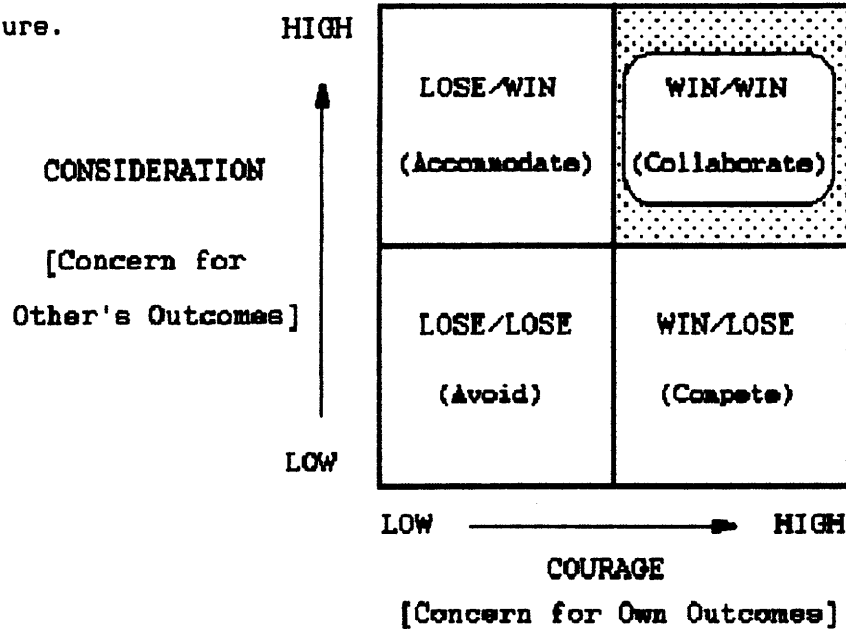 ure.
HIGH
LOSE/WIN
WIN/WIN
(Accommodate)
(Collaborate)
CONSIDERATION
[Concern for
Other's Outcomes]
LOSE/LOSE
WIN/LOSE
(Avoid)
(Compete)
LOW
LOW
HIGH
COURAGE
[Concern for Own Outcomes]